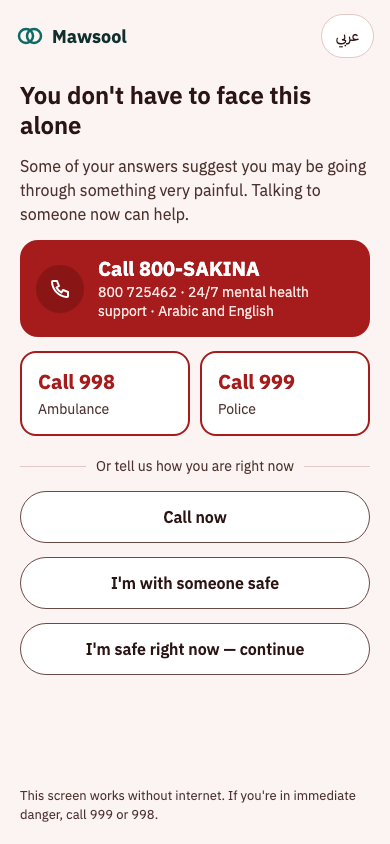 Mawsool
عربي
You don't have to face this
alone
Some of your answers suggest you may be going
through something very painful. Talking to
someone now can help.
Call 800-SAKINA
800 725462 · 24/7 mental health
support · Arabic and English
Call 998
Ambulance
Call 999
Police
Or tell us how you are right now
Call now
I'm with someone safe
I'm safe right now — continue
This screen works without internet. If you're in immediate
danger, call 999 or 998.